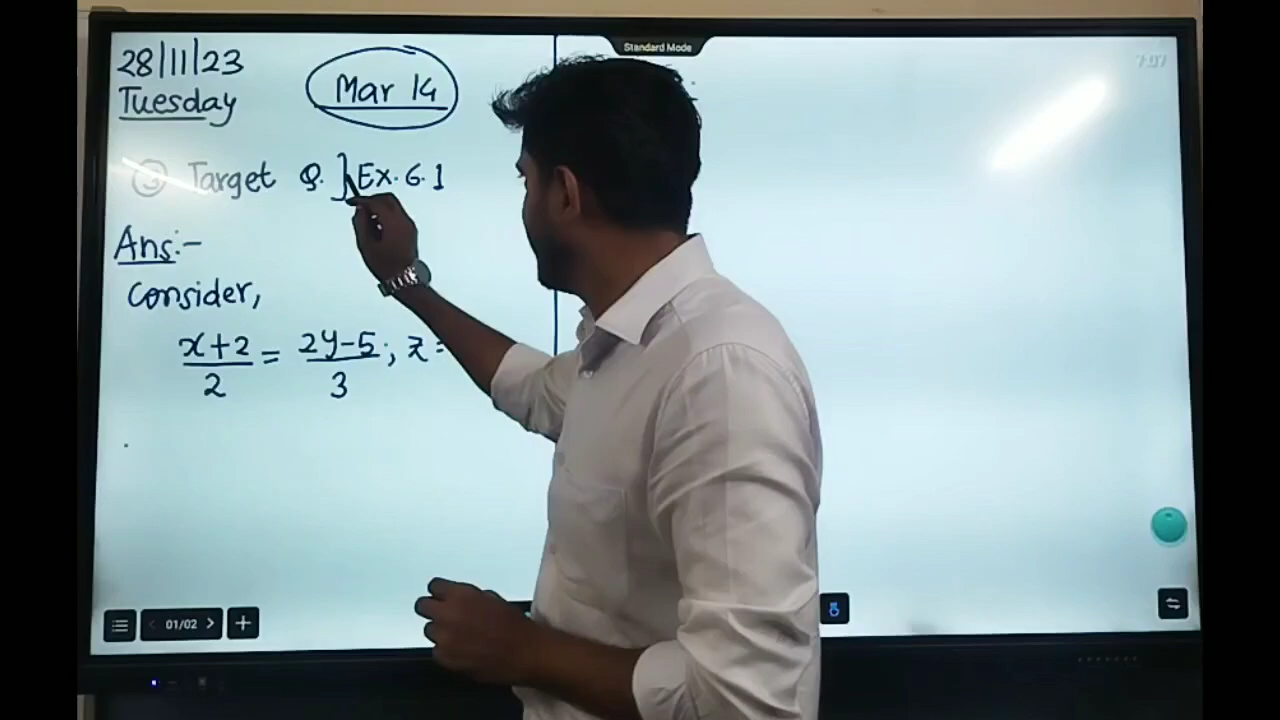 Standard Mode
28/11/23
Tuesday
Mar 14
③ Target Q.} Ex. 6.1
Ans:-
Consider,
x+2/2 = 2y-5/3; z =
01/02